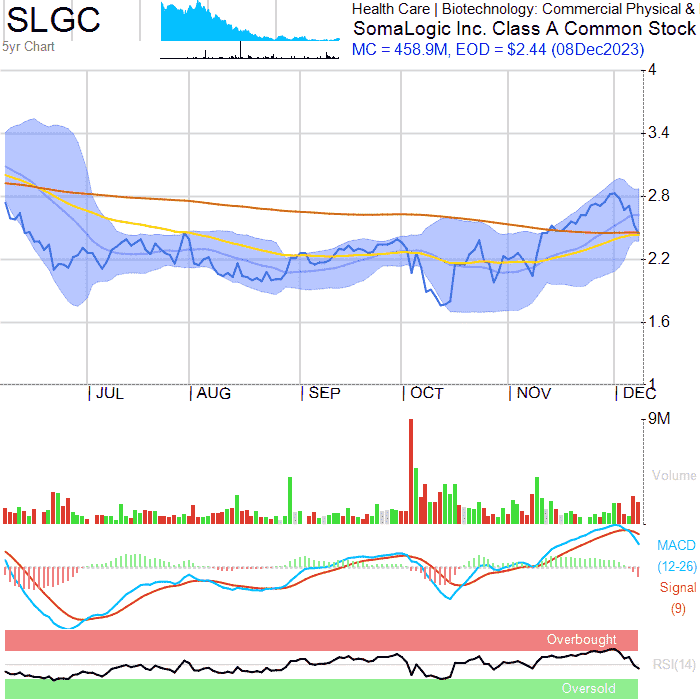 SLGC
5yr Chart
Health Care | Biotechnology: Commercial Physical &
SomaLogic Inc. Class A Common Stock
MC = 458.9M, EOD = $2.44 (08Dec2023)
4
3.4
2.8
2.2
1.6
1
JUL AUG SEP OCT NOV DEC
9M
Volume
MACD
(12-26)
Signal
(9)
Overbought
RSI(14)
Oversold